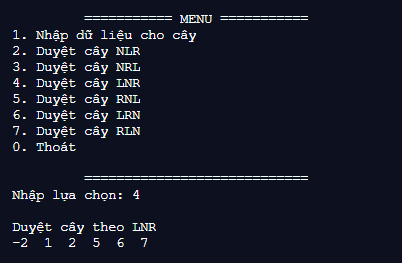 =========== MENU ===========
1. Nhập dữ liệu cho cây
2. Duyệt cây NLR
3. Duyệt cây NRL
4. Duyệt cây LNR
5. Duyệt cây RNL
6. Duyệt cây LRN
7. Duyệt cây RLN
0. Thoát
============================
Nhập lựa chọn: 4
Duyệt cây theo LNR
-2 1 2 5 6 7